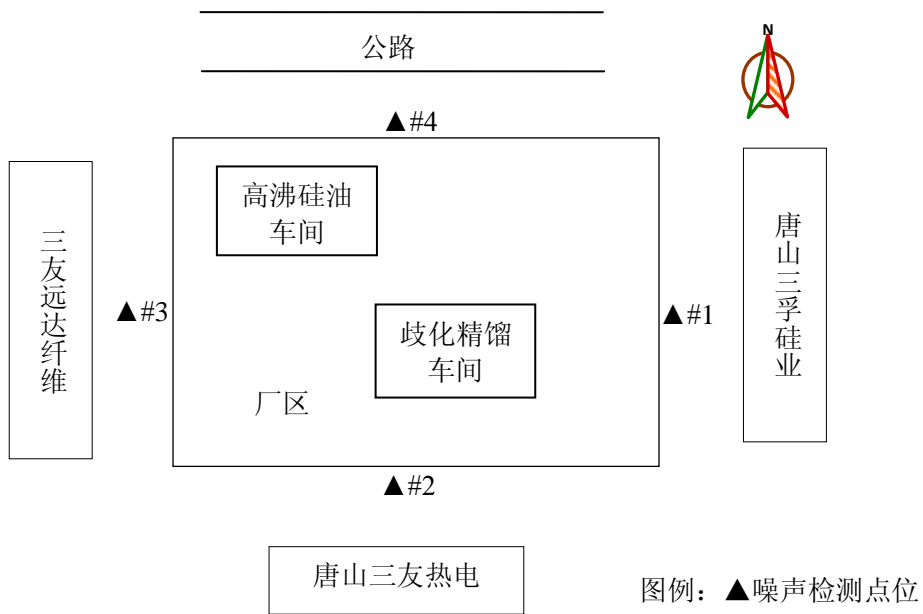 公路
N
▲#4
高沸硅油
车间
三友远达纤维
唐山三孚硅业
▲#3
▲#1
歧化精馏
车间
厂区
▲#2
唐山三友热电
图例：▲噪声检测点位